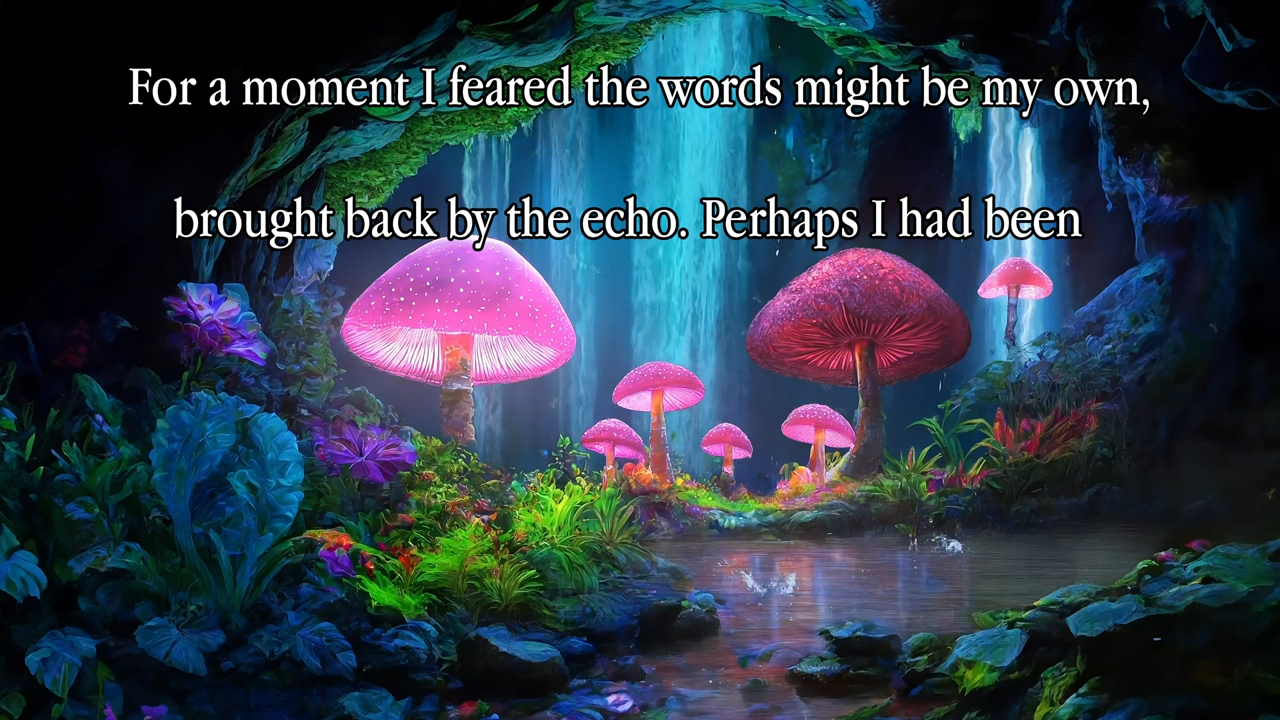 For a moment I feared the words might be my own,
brought back by the echo. Perhaps I had been